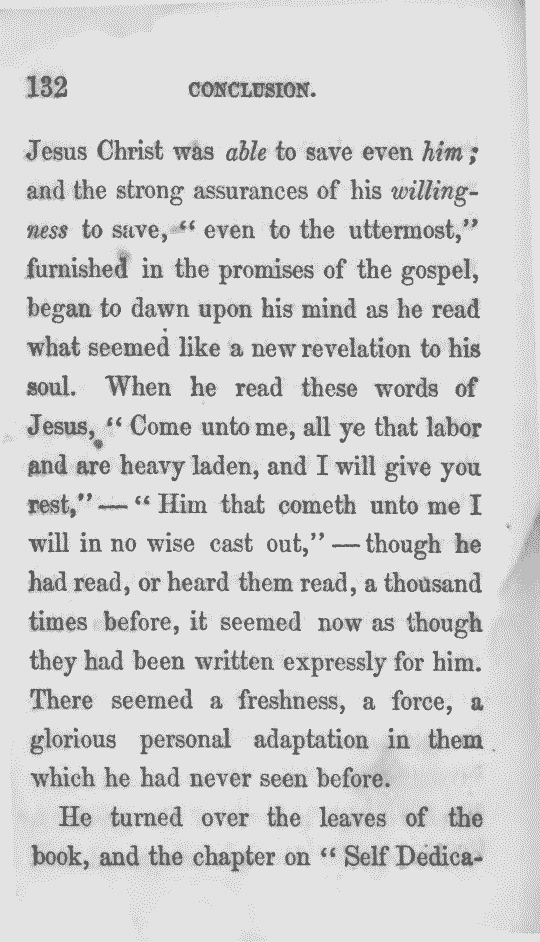 132 CONCLUSION.
Jesus Christ was able to save even him;
and the strong assurances of his willing-
ness to save, " even to the uttermost,"
furnished in the promises of the gospel,
began to dawn upon his mind as he read
what seemed like a new revelation to his
soul. When he read these words of
Jesus, " Come unto me, all ye that labor
and are heavy laden, and I will give you
rest," — " Him that cometh unto me I
will in no wise cast out," — though he
had read, or heard them read, a thousand
times before, it seemed now as though
they had been written expressly for him.
There seemed a freshness, a force, a
glorious personal adaptation in them
which he had never seen before.
He turned over the leaves of the
book, and the chapter on " Self Dedica-